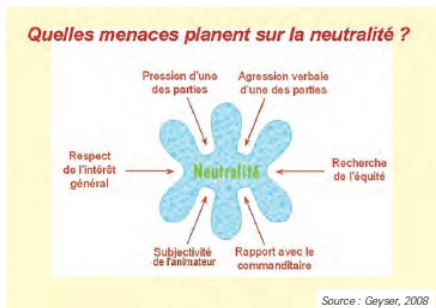 Quelles menaces planent sur la neutralité ?
Pression d'une
des parties
Agression verbale
d'une des parties
Respect
de l'intérêt
général
Neutralité
Recherche
de l'équité
Subjectivité
de l'animateur
Rapport avec le
commanditaire
Source : Geyser, 2008